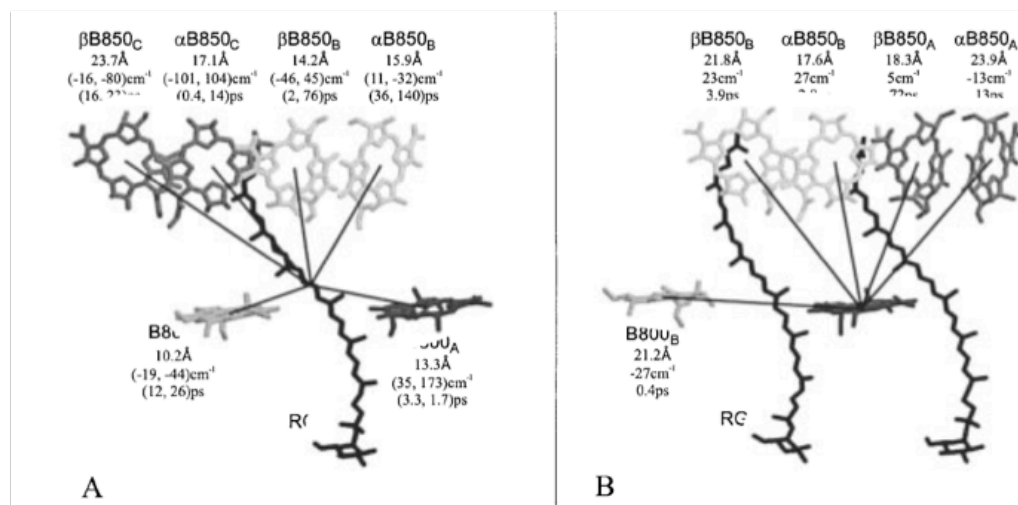 βB850C αB850C βB850B αB850B
23.7Å 17.1Å 14.2Å 15.9Å
(-16, -80)cm-1 (-101, 104)cm-1 (-46, 45)cm-1 (11, -32)cm-1
(0.4, 14)ps (2, 76)ps (36, 140)ps
10.2Å
(-19, -44)cm-1
(12, 26)ps
13.3Å
(35, 173)cm-1
(3.3, 1.7)ps
A
βB850B αB850B βB850A αB850A
21.8Å 17.6Å 18.3Å 23.9Å
23cm-1 27cm-1 5cm-1 -13cm-1
3.9ps 13ps
B800B
21.2Å
-27cm-1
0.4ps
B